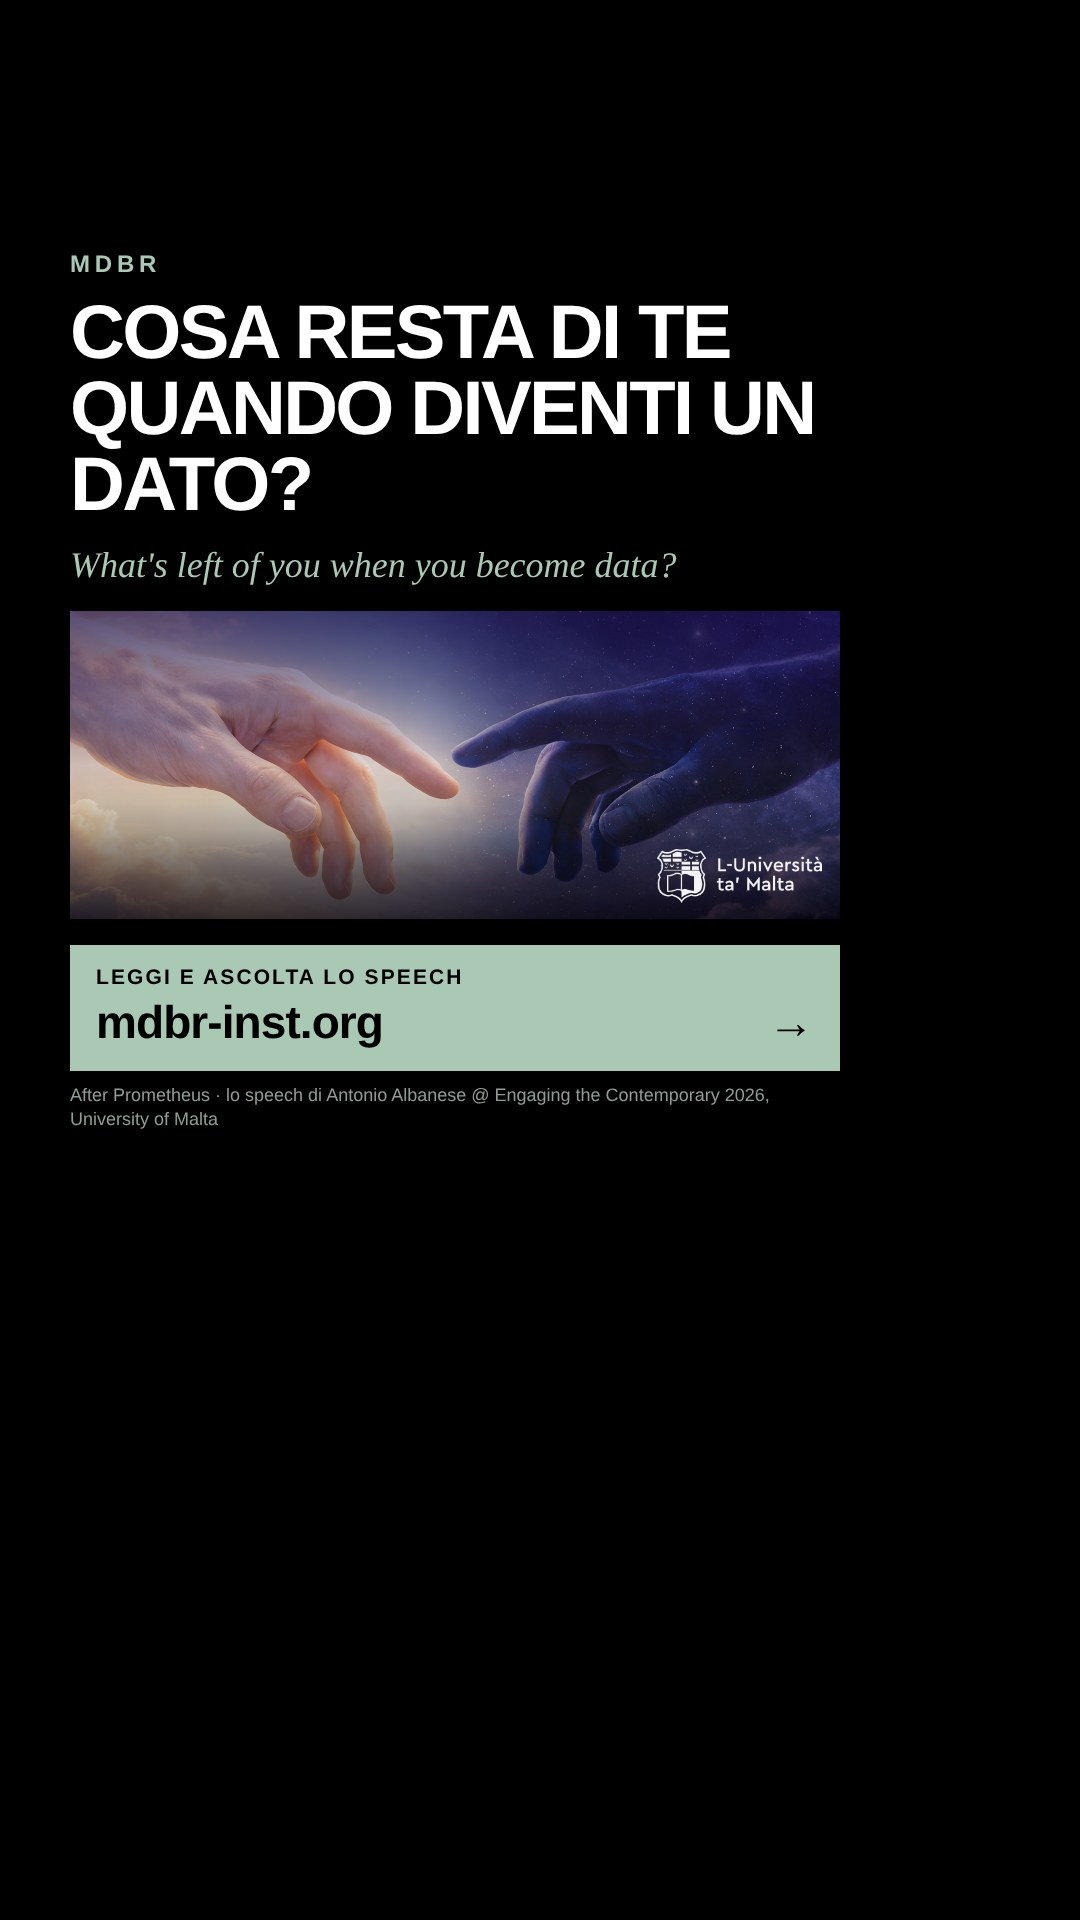 MDBR
COSA RESTA DI TE
QUANDO DIVENTI UN
DATO?
What's left of you when you become data?
L-Università
ta' Malta
LEGGI E ASCOLTA LO SPEECH
mdbr-inst.org →
After Prometheus · lo speech di Antonio Albanese @ Engaging the Contemporary 2026,
University of Malta